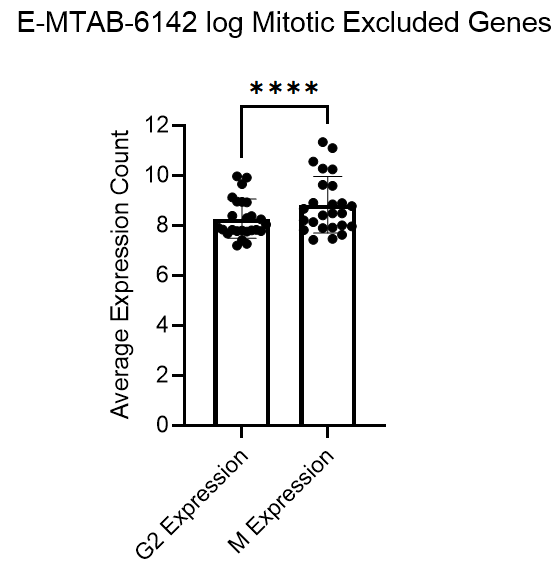 E-MTAB-6142 log Mitotic Excluded Genes
****
12
10
8
6
4
2
0
Average Expression Count
G2 Expression
M Expression